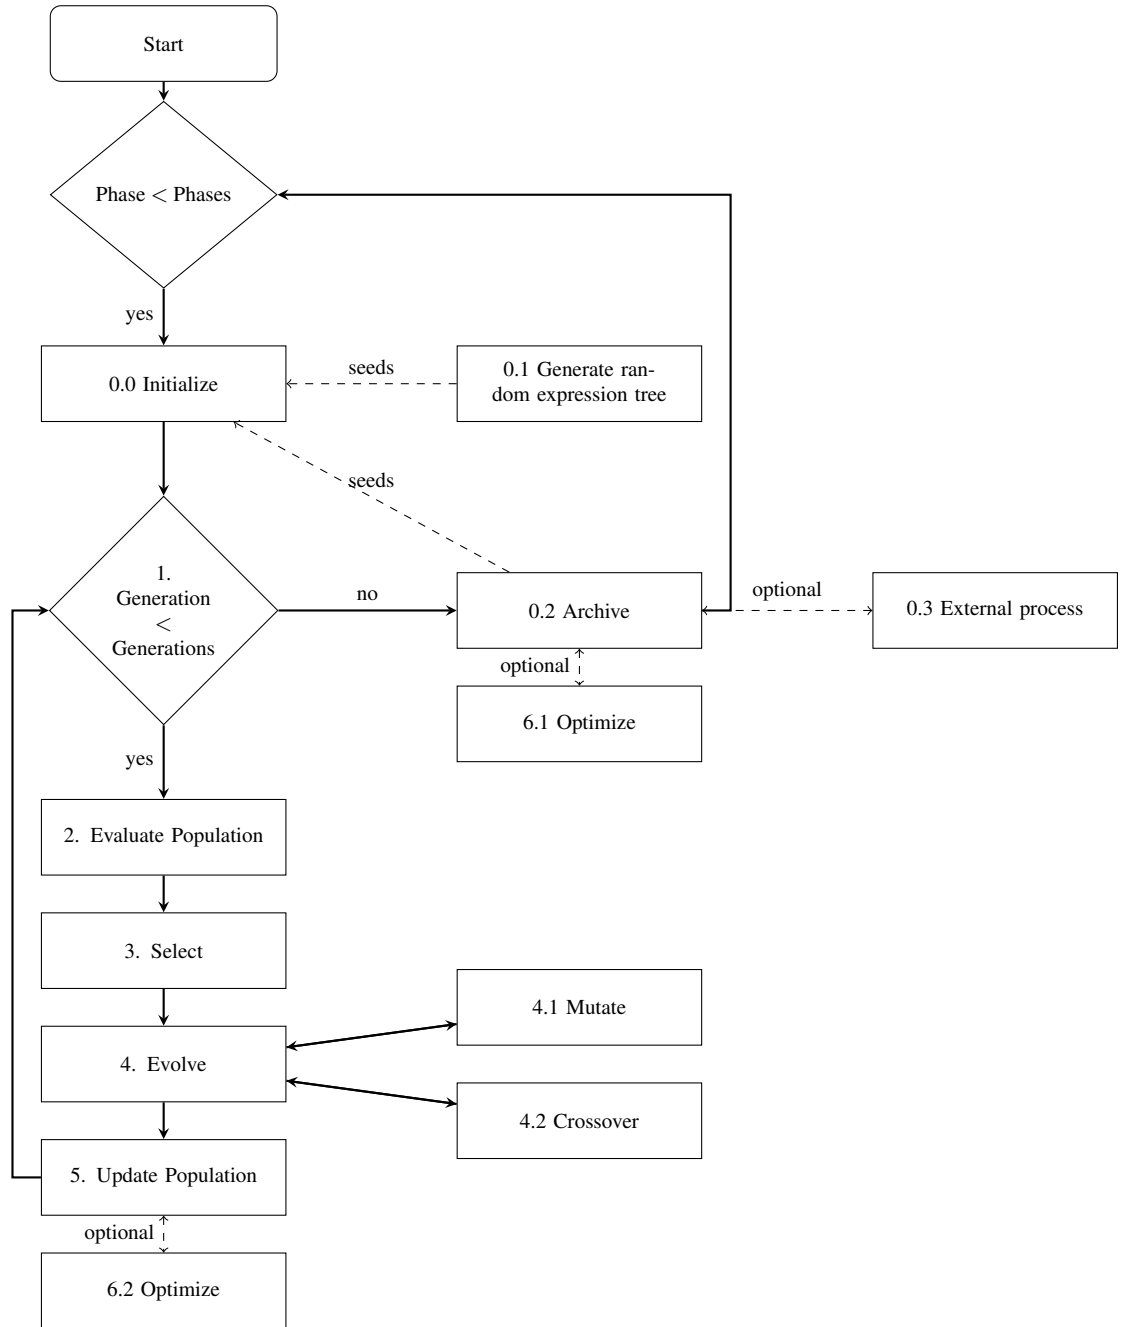 Start
Phase < Phases
yes
0.0 Initialize
seeds
0.1 Generate ran-
dom expression tree
seeds
1.
Generation
<
Generations
no
0.2 Archive
optional
0.3 External process
optional
6.1 Optimize
yes
2. Evaluate Population
3. Select
4. Evolve
4.1 Mutate
4.2 Crossover
5. Update Population
optional
6.2 Optimize